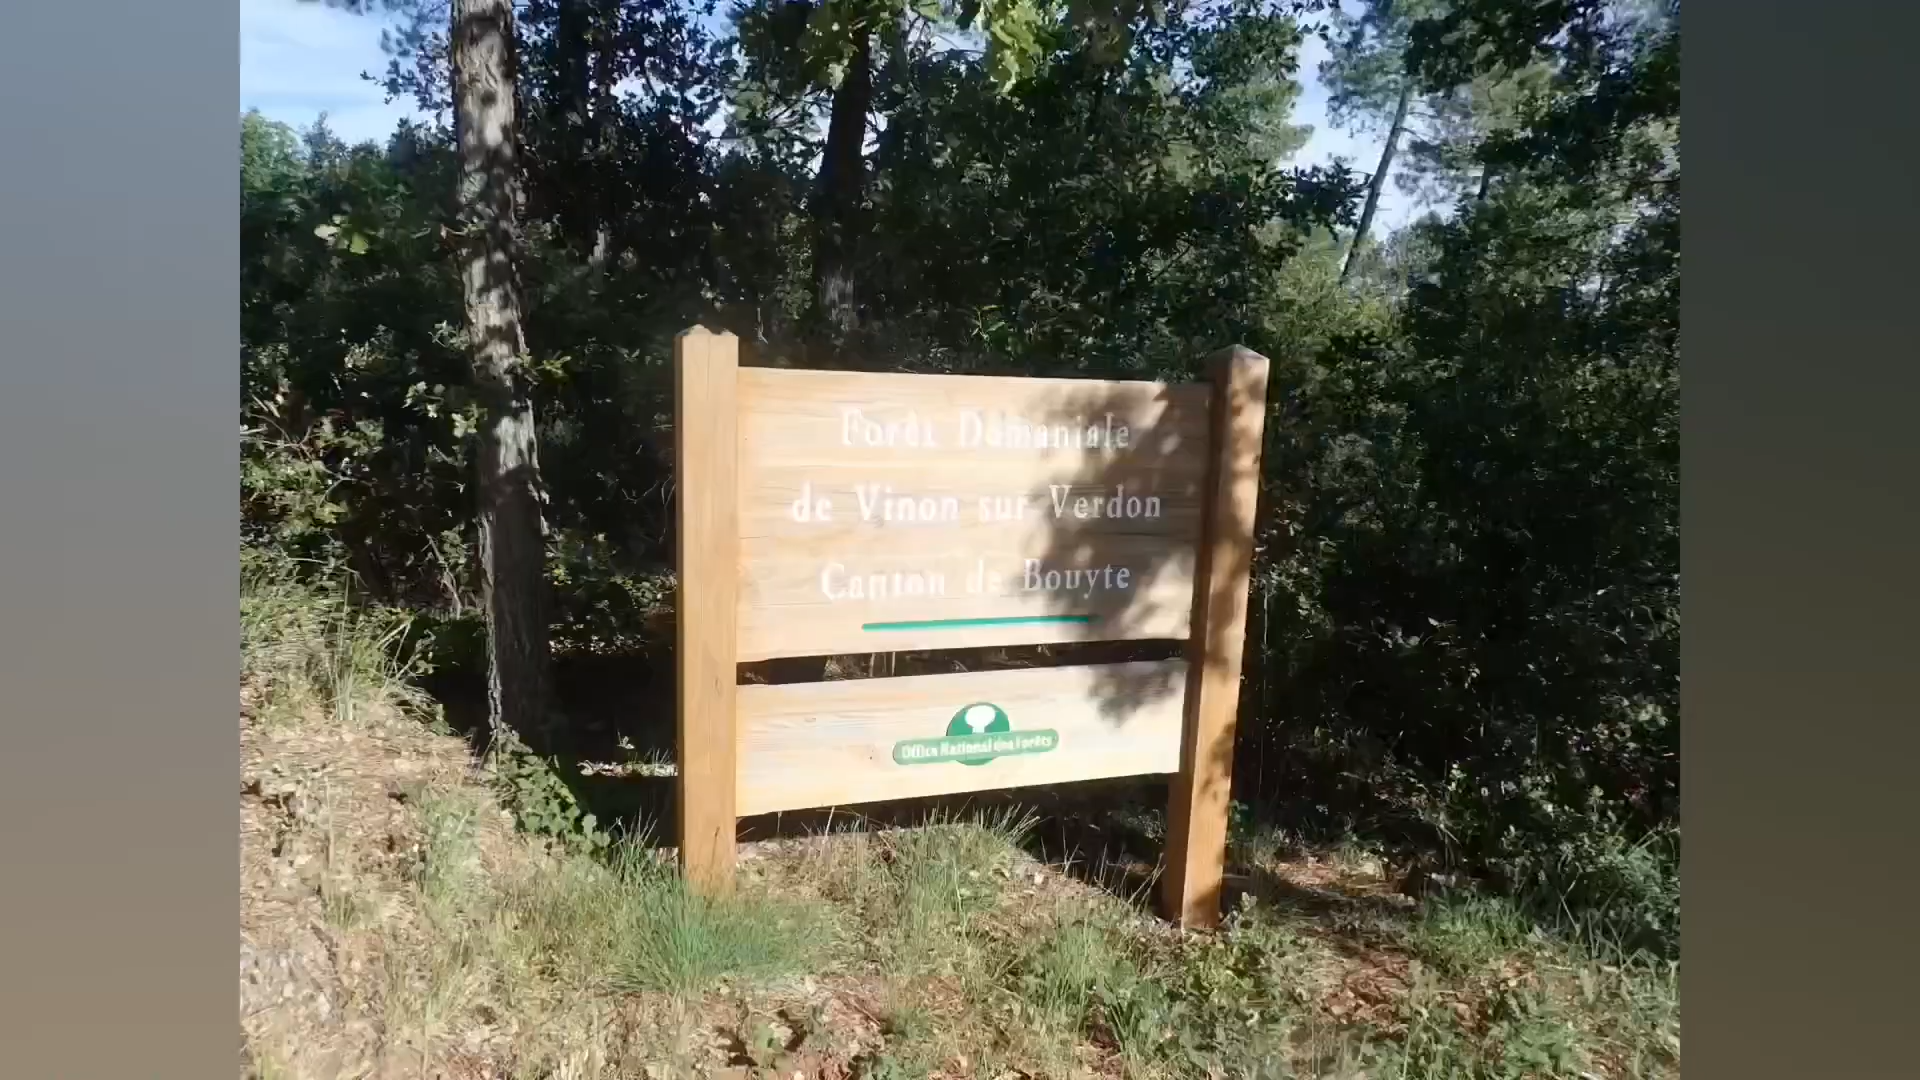 Forêt Domaniale
de Vinon sur Verdon
Canton de Bouyte
Office National des Forêts